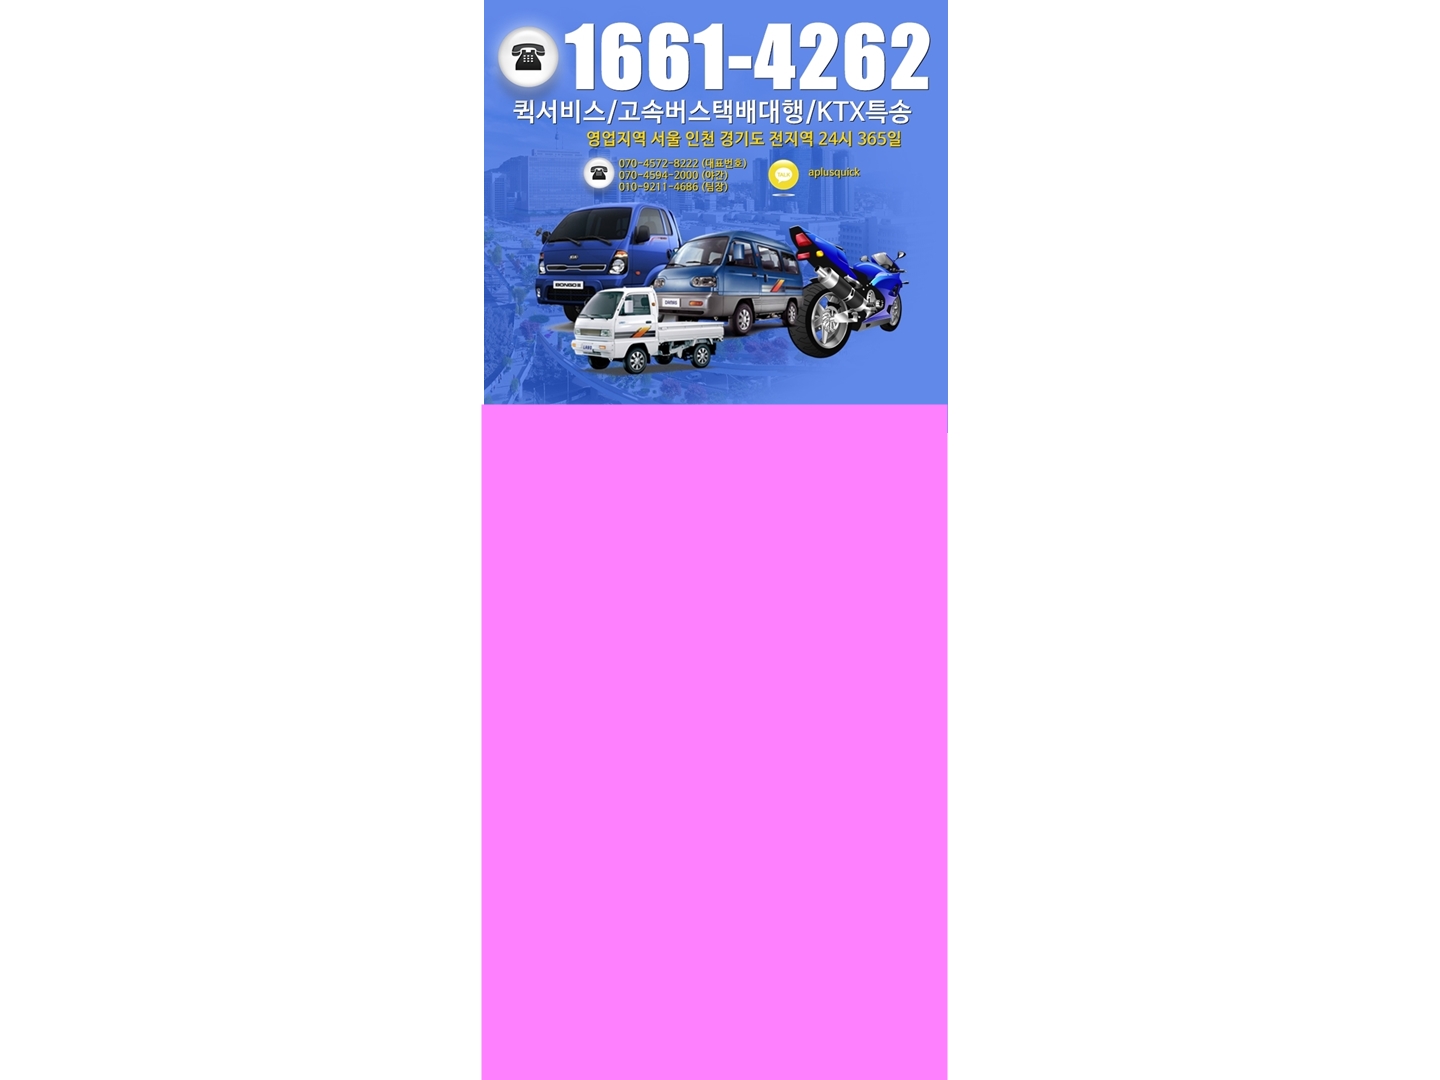 1661-4262
퀵서비스/고속버스택배대행/KTX특송
영업지역 서울 인천 경기도 전지역 24시 365일
070-4572-8222 (대표번호)
070-4594-2000 (야간)
010-9211-4686 (팀장)
TALK
aplusquick
BONGO III